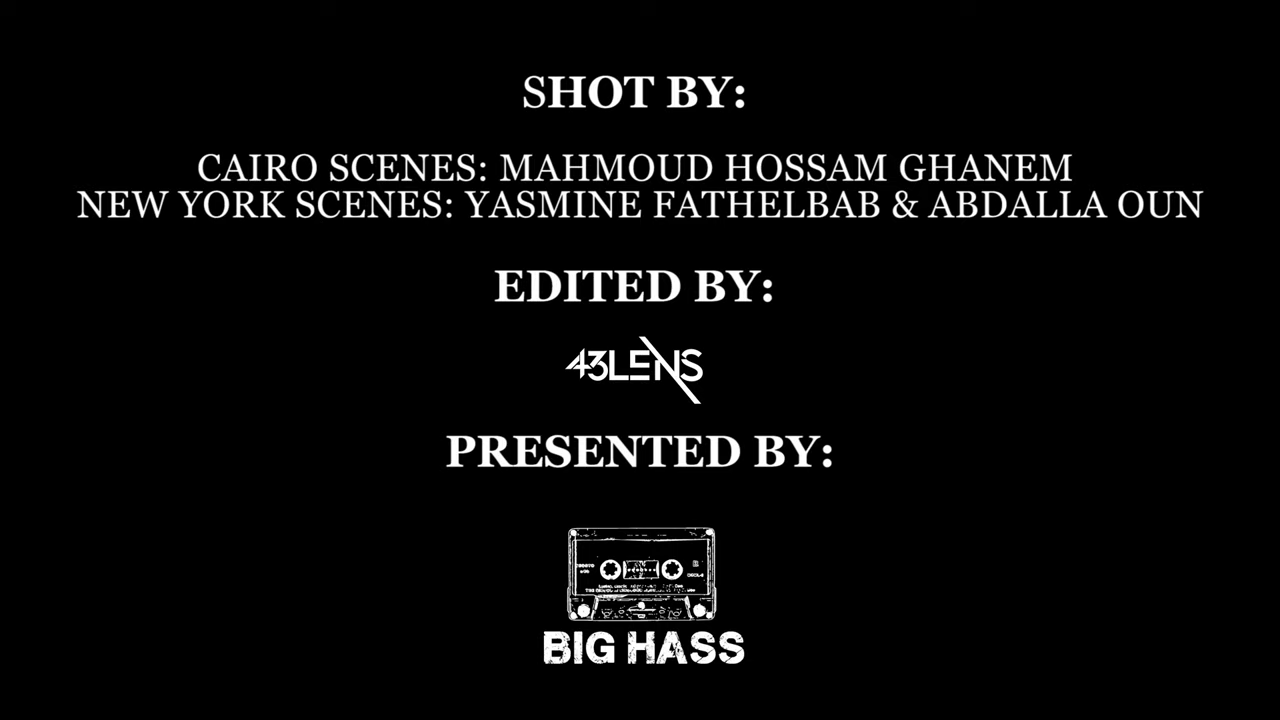 SHOT BY:
CAIRO SCENES: MAHMOUD HOSSAM GHANEM
NEW YORK SCENES: YASMINE FATHELBAB & ABDALLA OUN
EDITED BY:
43LENS
PRESENTED BY:
BIG HASS